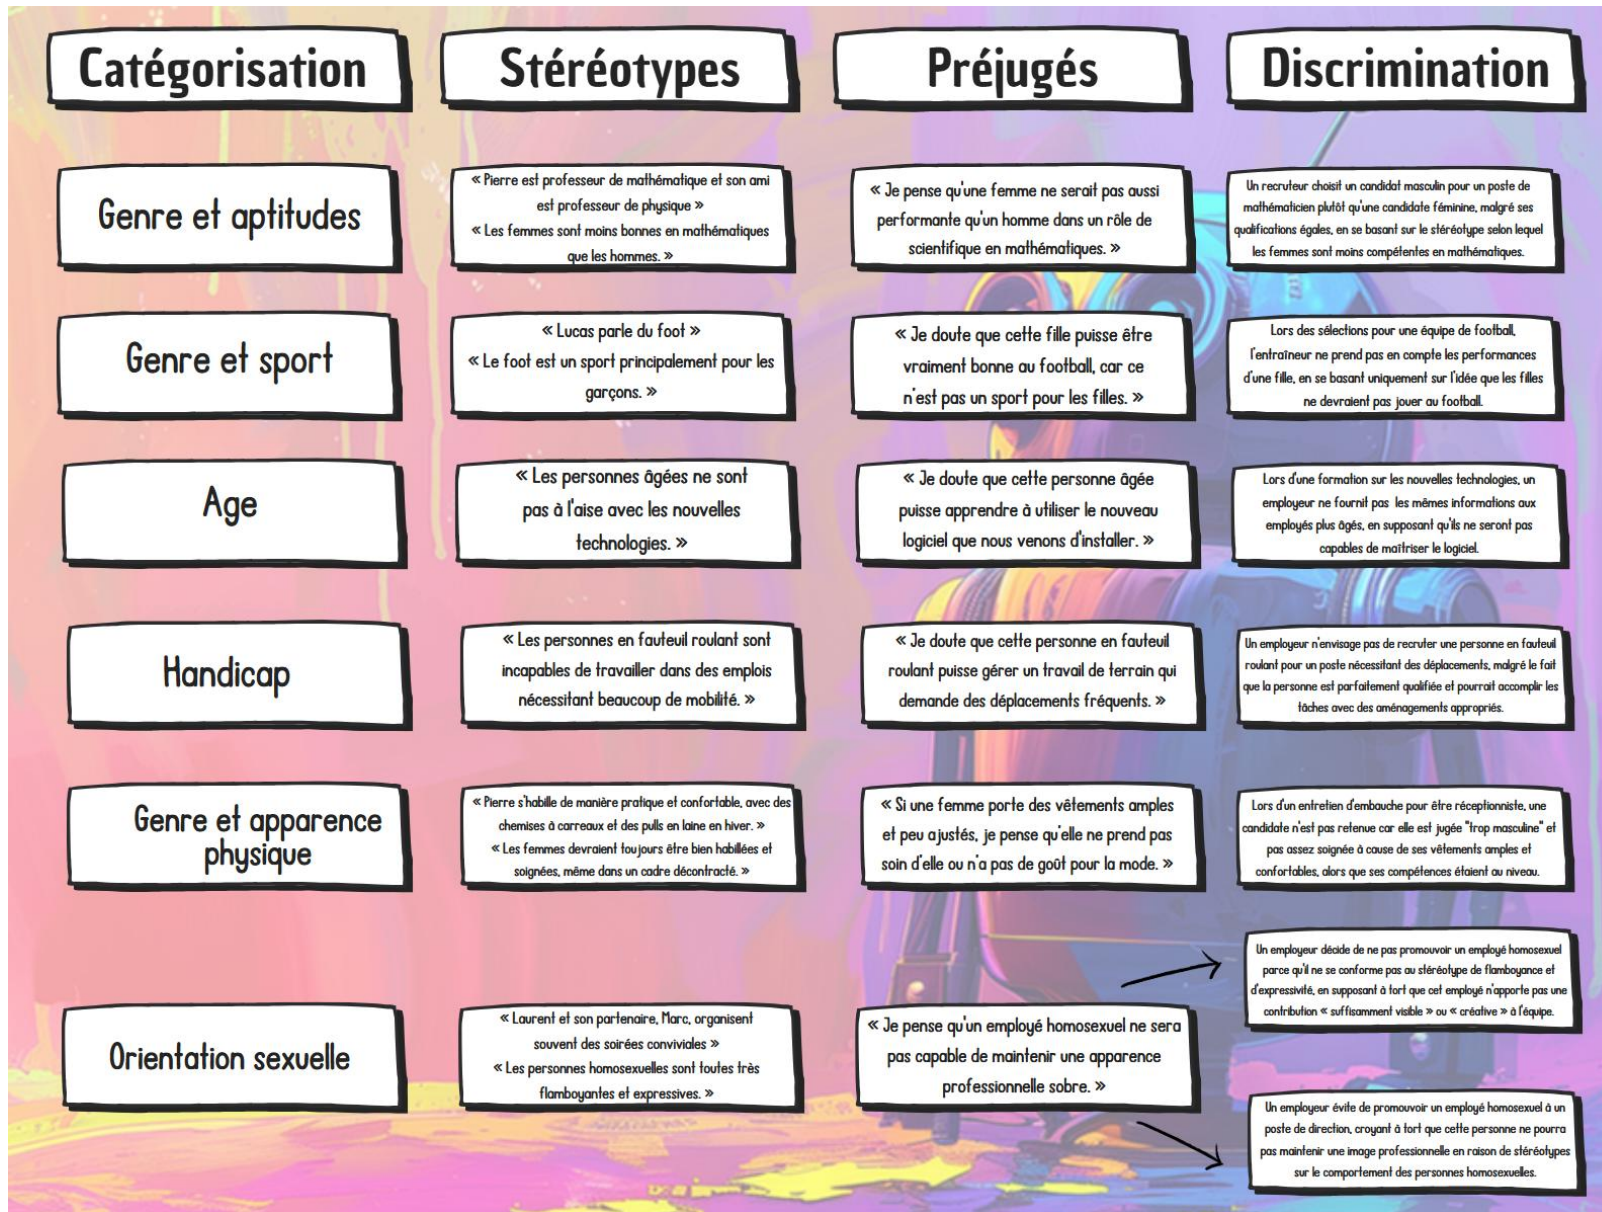 Catégorisation
Stéréotypes
Préjugés
Discrimination
Genre et aptitudes
« Pierre est professeur de mathématique et son ami
est professeur de physique »
« Les femmes sont moins bonnes en mathématiques
que les hommes. »
« Je pense qu'une femme ne serait pas aussi
performante qu'un homme dans un rôle de
scientifique en mathématiques. »
Un recruteur choisit un candidat masculin pour un poste de
mathématicien plutôt qu'une candidate féminine, malgré ses
qualifications égales, en se basant sur le stéréotype selon lequel
les femmes sont moins compétentes en mathématiques.
Genre et sport
« Lucas parle du foot »
« Le foot est un sport principalement pour les
garçons. »
« Je doute que cette fille puisse être
vraiment bonne au football, car ce
n'est pas un sport pour les filles. »
Lors des sélections pour une équipe de football,
l'entraîneur ne prend pas en compte les performances
d'une fille, en se basant uniquement sur l'idée que les filles
ne devraient pas jouer au football.
Age
« Les personnes âgées ne sont
pas à l'aise avec les nouvelles
technologies. »
« Je doute que cette personne âgée
puisse apprendre à utiliser le nouveau
logiciel que nous venons d'installer. »
Lors d'une formation sur les nouvelles technologies, un
employeur ne fournit pas les mêmes informations aux
employés plus âgés, en supposant qu'ils ne seront pas
capables de maîtriser le logiciel.
Handicap
« Les personnes en fauteuil roulant sont
incapables de travailler dans des emplois
nécessitant beaucoup de mobilité. »
« Je doute que cette personne en fauteuil
roulant puisse gérer un travail de terrain qui
demande des déplacements fréquents. »
Un employeur n'envisage pas de recruter une personne en fauteuil
roulant pour un poste nécessitant des déplacements, malgré le fait
que la personne est parfaitement qualifiée et pourrait accomplir les
tâches avec des aménagements appropriés.
Genre et apparence
physique
« Pierre s'habille de manière pratique et confortable, avec des
chemises à carreaux et des pulls en laine en hiver. »
« Les femmes devraient toujours être bien habillées et
soignées, même dans un cadre décontracté. »
« Si une femme porte des vêtements amples
et peu ajustés, je pense qu'elle ne prend pas
soin d'elle ou n'a pas de goût pour la mode. »
Lors d'un entretien d'embauche pour être réceptionniste, une
candidate n'est pas retenue car elle est jugée "trop masculine" et
pas assez soignée à cause de ses vêtements amples et
confortables, alors que ses compétences étaient au niveau.
Orientation sexuelle
« Laurent et son partenaire, Marc, organisent
souvent des soirées conviviales »
« Les personnes homosexuelles sont toutes très
flamboyantes et expressives. »
« Je pense qu'un employé homosexuel ne sera
pas capable de maintenir une apparence
professionnelle sobre. »
Un employeur décide de ne pas promouvoir un employé homosexuel
parce qu'il ne se conforme pas au stéréotype de flamboyance et
d'expressivité, en supposant à tort que cet employé n'apporte pas une
contribution « suffisamment visible » ou « créative » à l'équipe.
Un employeur évite de promouvoir un employé homosexuel à un
poste de direction, croyant à tort que cette personne ne pourra
pas maintenir une image professionnelle en raison de stéréotypes
sur le comportement des personnes homosexuelles.